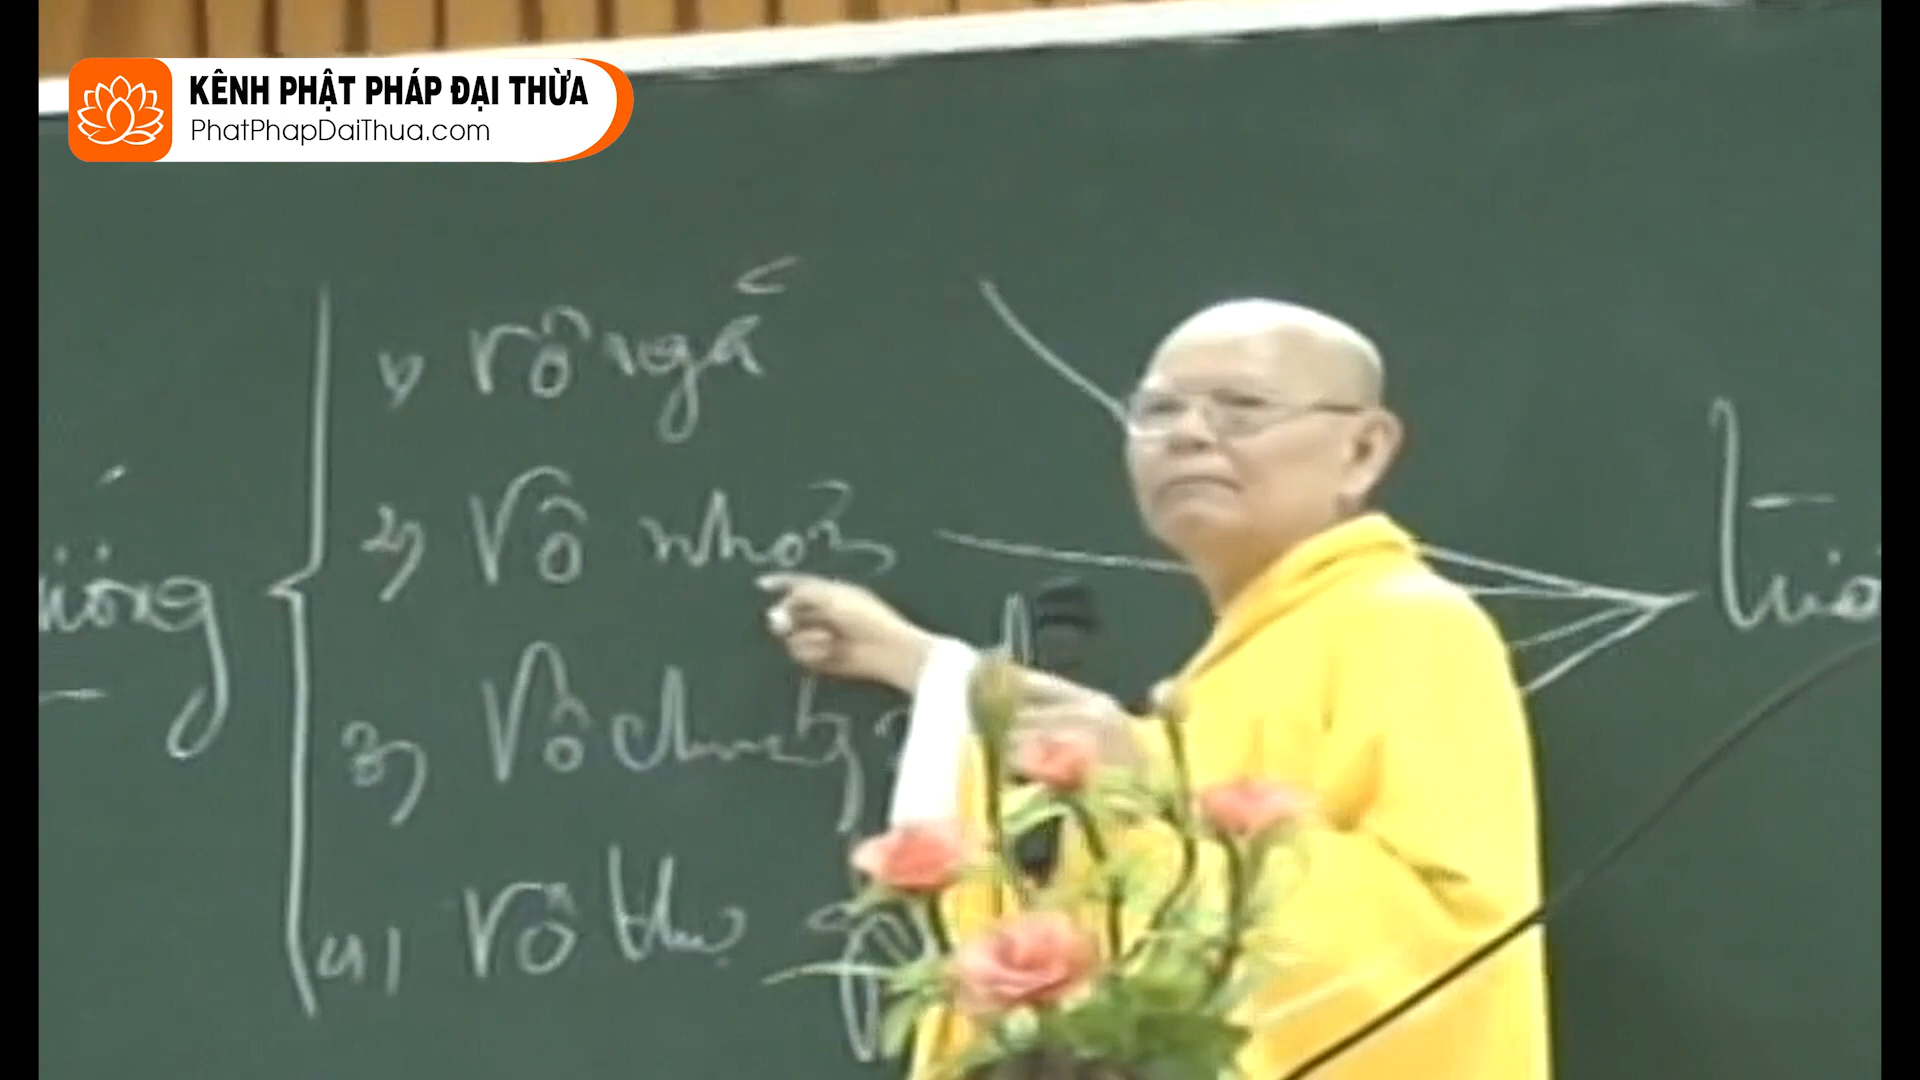 KÊNH PHẬT PHÁP ĐẠI THỪA
PhatPhapDaiThua.com
1) Vô ngã
2) Vô nhơn
3) Vô chúng
4) Vô thọ